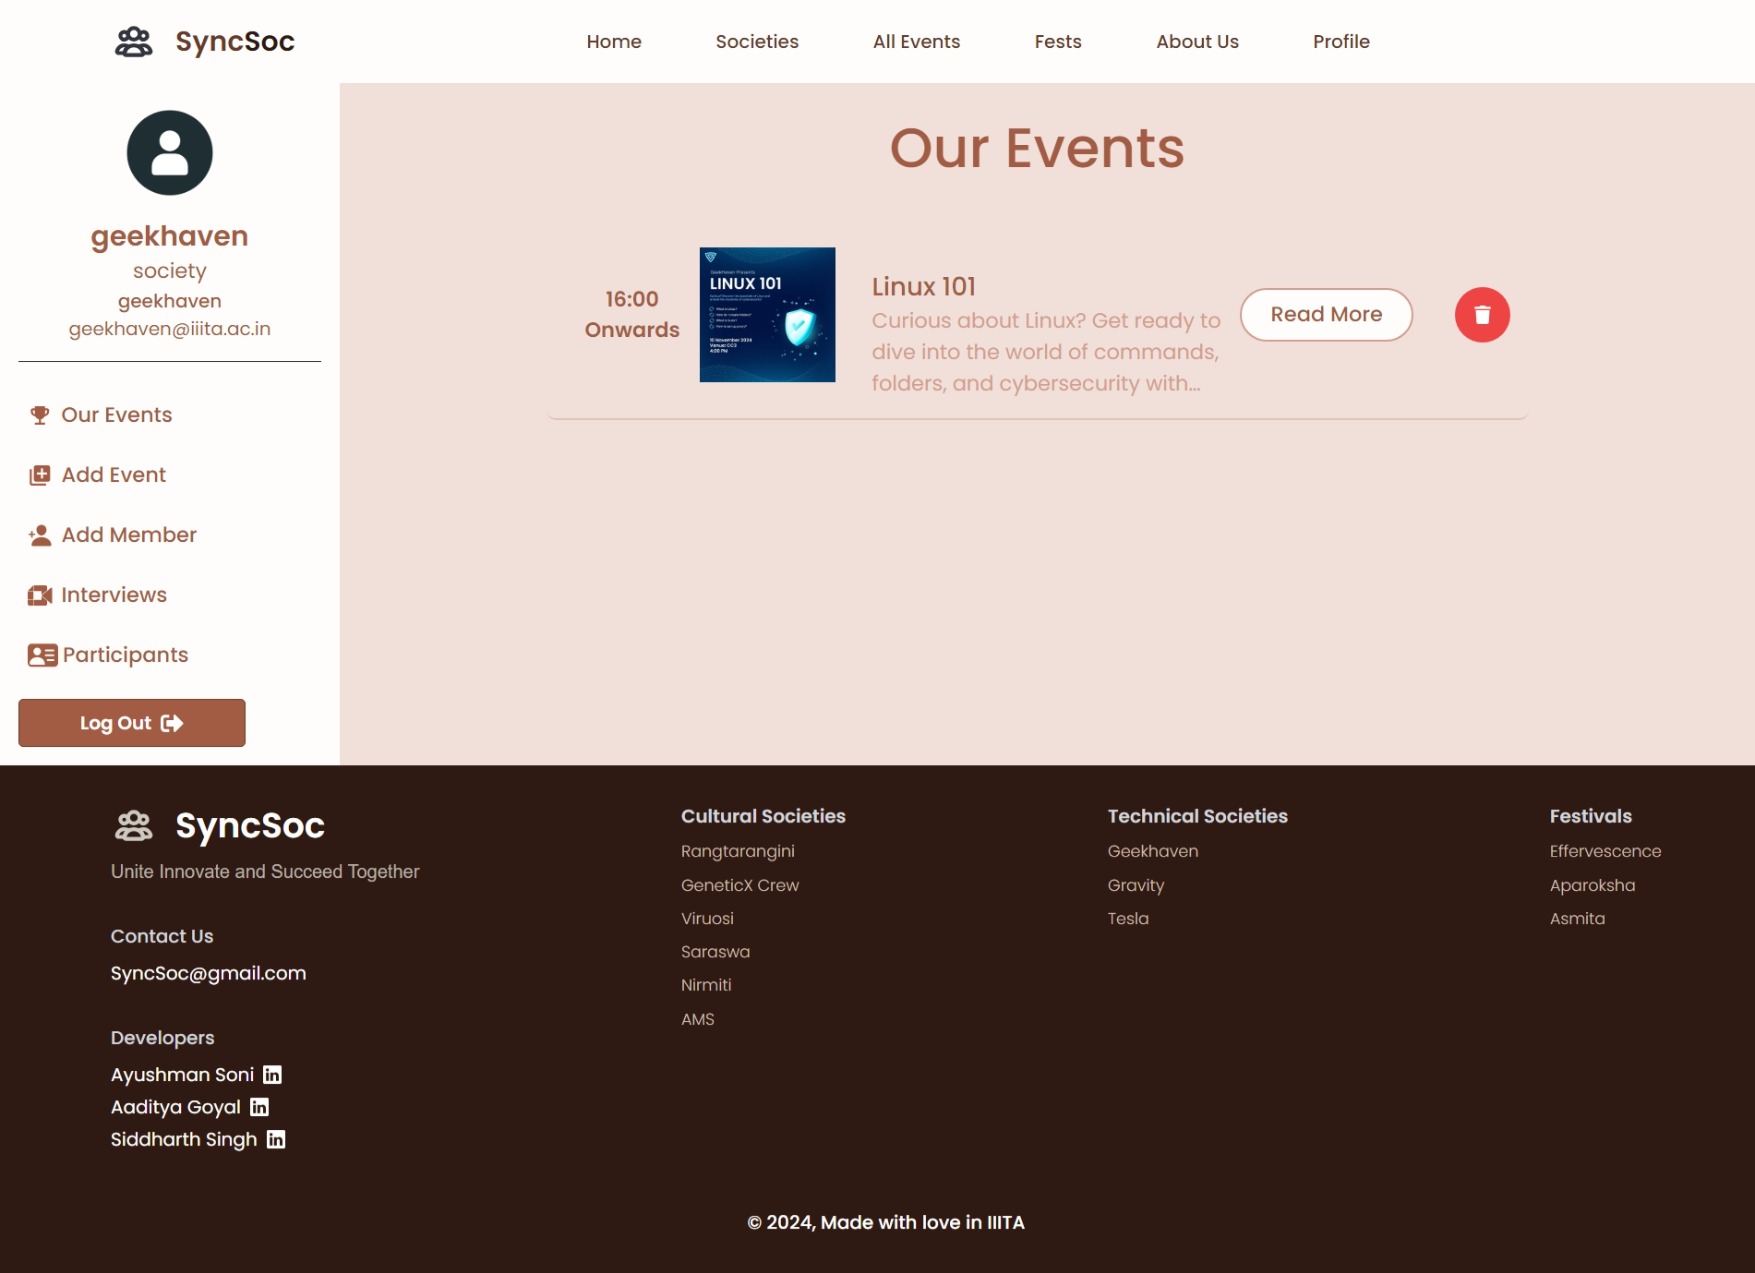 SyncSoc
Home
Societies
All Events
Fests
About Us
Profile
geekhaven
society
geekhaven
geekhaven@iiita.ac.in
Our Events
Add Event
Add Member
Interviews
Participants
Log Out
Our Events
16:00
Onwards
LINUX 101
4:00 PM
Linux 101
Curious about Linux? Get ready to
dive into the world of commands,
folders, and cybersecurity with...
Read More
SyncSoc
Unite Innovate and Succeed Together
Contact Us
SyncSoc@gmail.com
Developers
Ayushman Soni
Aaditya Goyal
Siddharth Singh
Cultural Societies
Rangtarangini
GeneticX Crew
Viruosi
Saraswa
Nirmiti
AMS
Technical Societies
Geekhaven
Gravity
Tesla
Festivals
Effervescence
Aparoksha
Asmita
© 2024, Made with love in IIITA